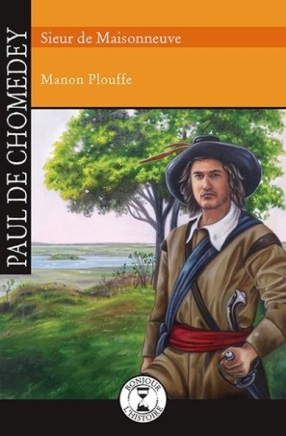 Sieur de Maisonneuve
Manon Plouffe
PAUL DE CHOMEDEY
BONJOUR
L'HISTOIRE